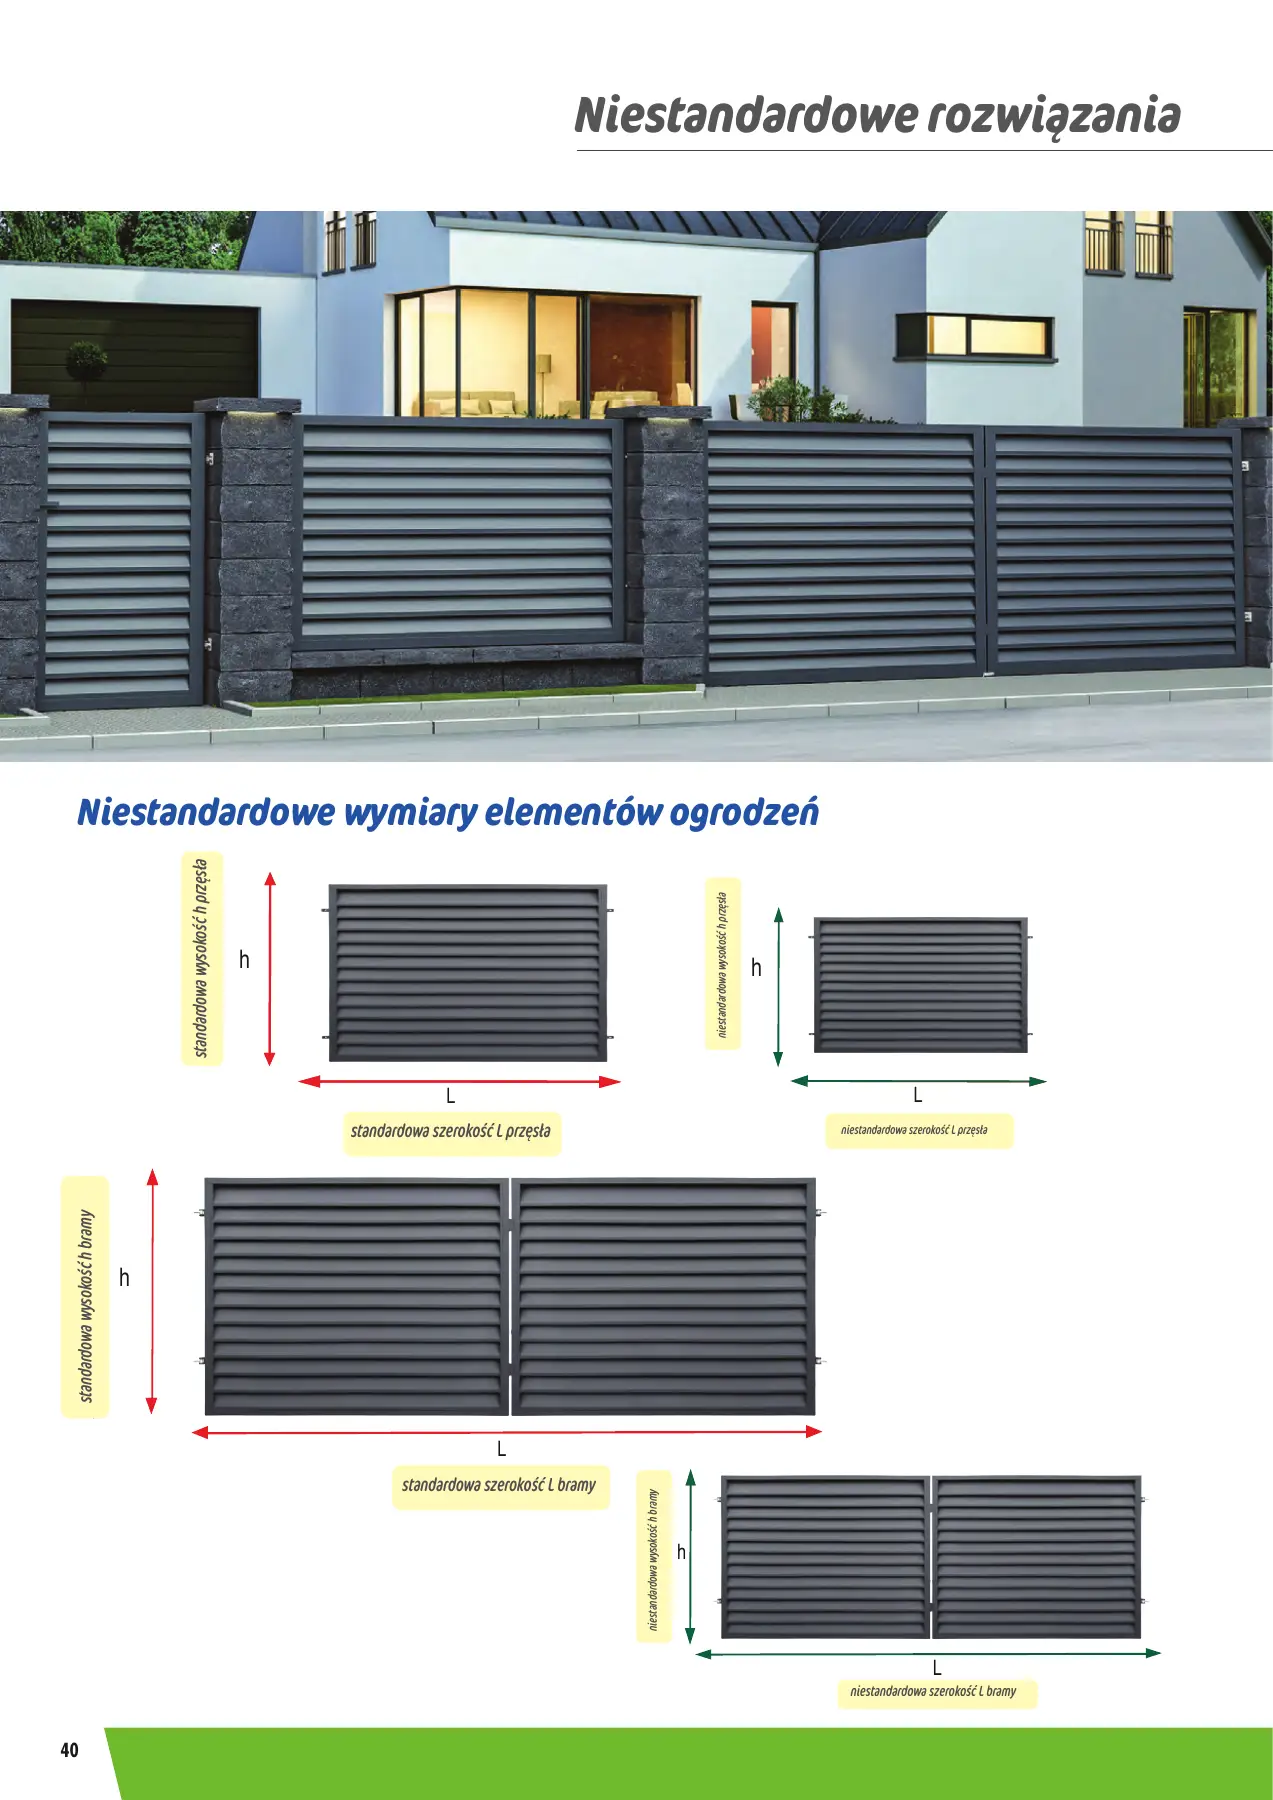 Niestandardowe rozwiązania
Niestandardowe wymiary elementów ogrodzeń
standardowa wysokość h przęsła
h
L
standardowa szerokość L przęsła
niestandardowa wysokość h przęsła
h
L
niestandardowa szerokość L przęsła
standardowa wysokość h bramy
h
L
standardowa szerokość L bramy
niestandardowa wysokość h bramy
h
L
niestandardowa szerokość L bramy
40